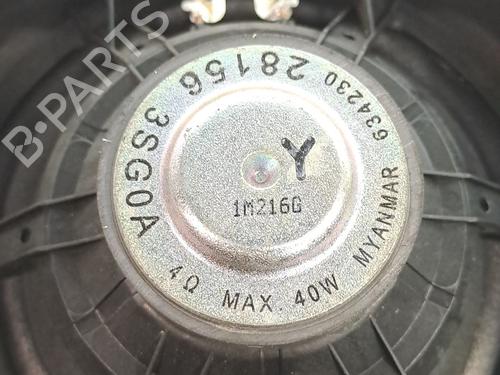 B-PARTS
634230 28156 3SG0A
Y
1M216G
4Ω MAX. 40W MYANMAR